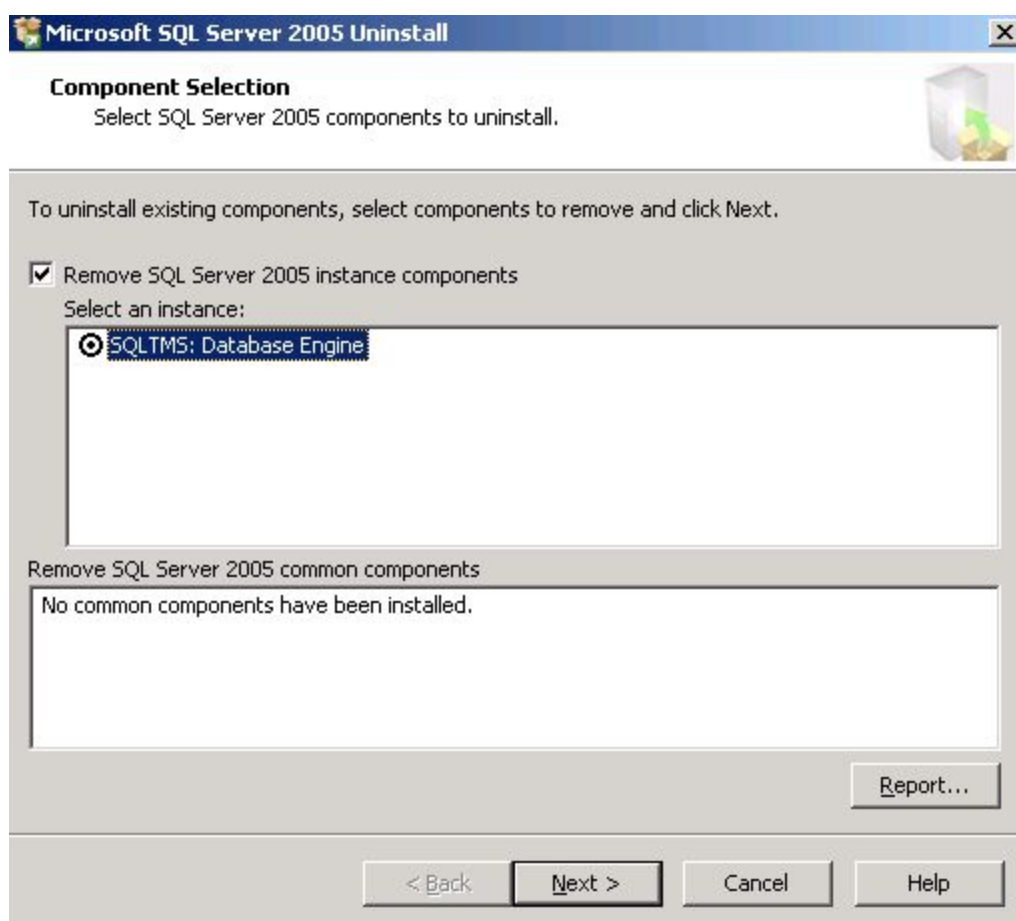 Microsoft SQL Server 2005 Uninstall
Component Selection
Select SQL Server 2005 components to uninstall.
To uninstall existing components, select components to remove and click Next.
Remove SQL Server 2005 instance components
Select an instance:
SQLTMS: Database Engine
Remove SQL Server 2005 common components
No common components have been installed.
Report...
< Back Next > Cancel Help